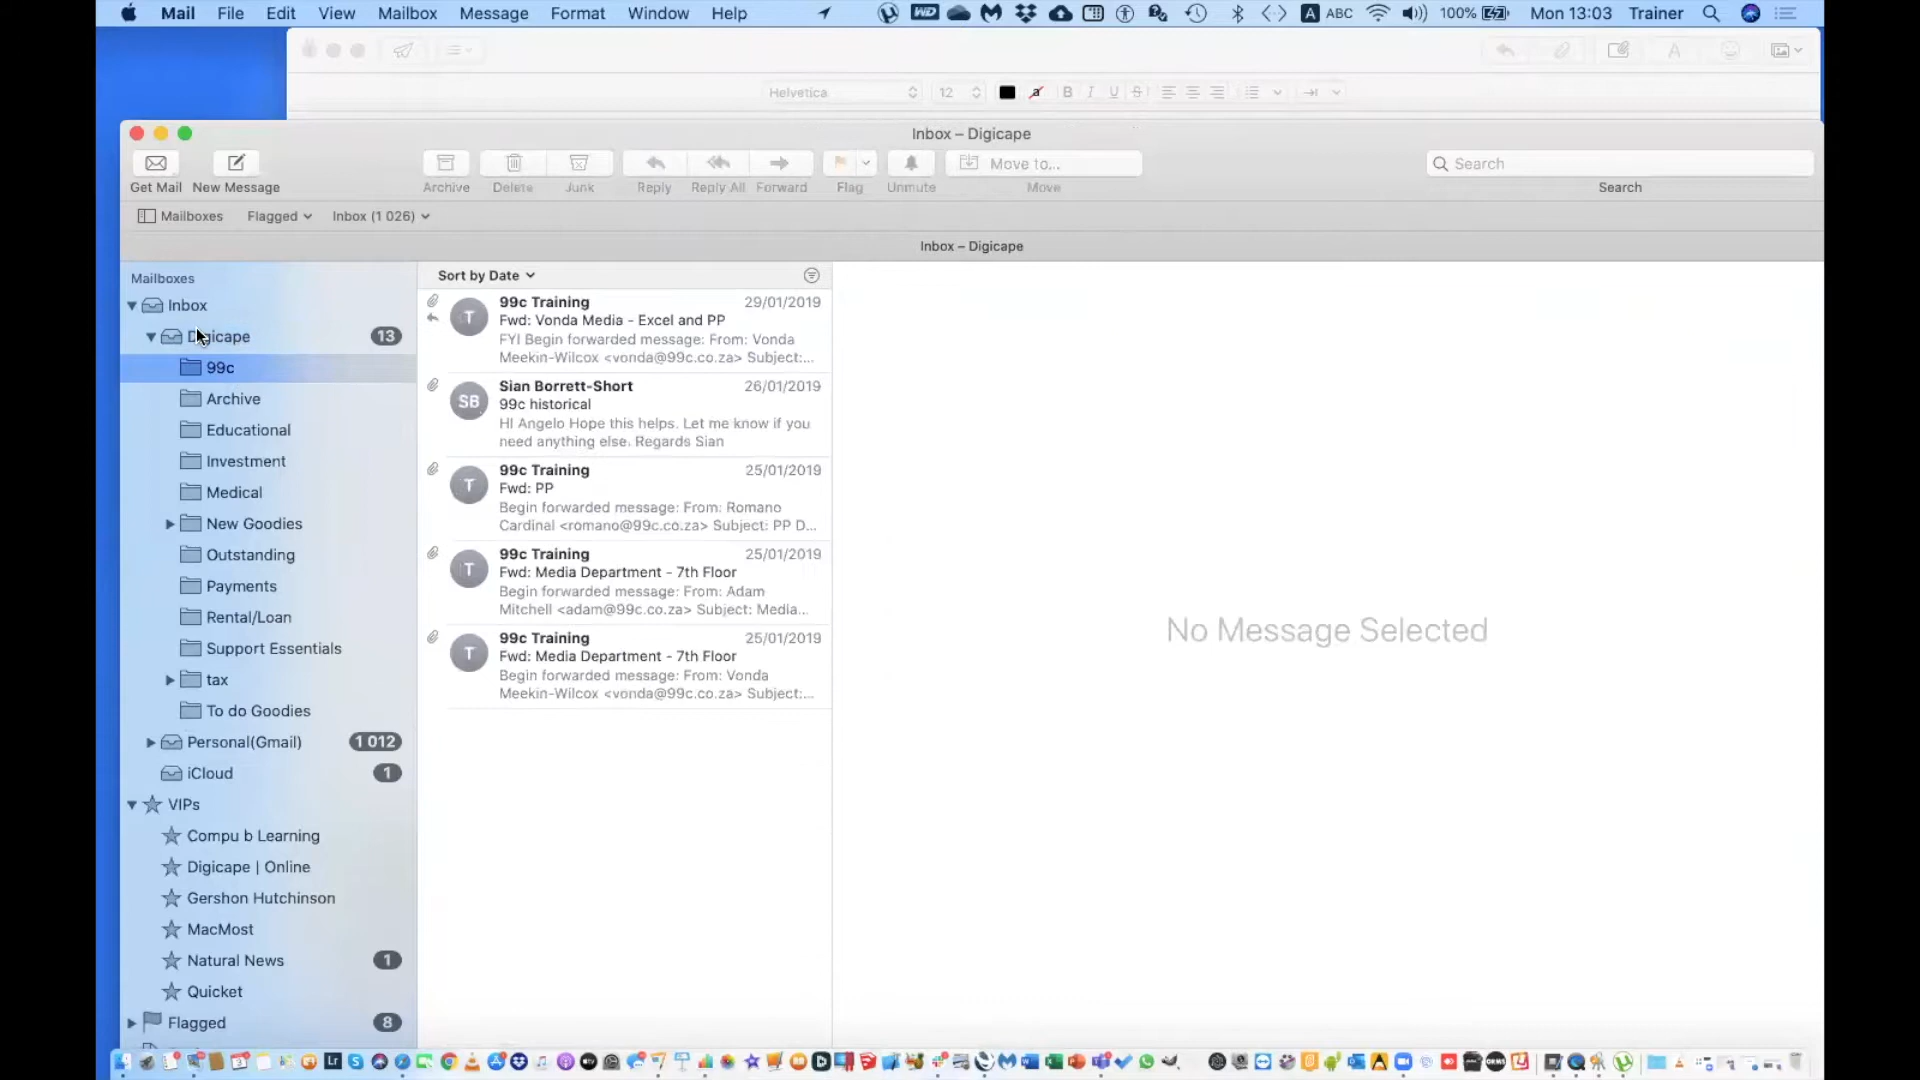 Mail File Edit View Mailbox Message Format Window Help WD A ABC 100% Mon 13:03 Trainer
Helvetica 12 a B I U S
Inbox – Digicape
Move to... Search
Get Mail New Message Archive Delete Junk Reply Reply All Forward Flag Unmute Move Search
Mailboxes Flagged Inbox (1 026)
Inbox – Digicape
Mailboxes
Inbox
Digicape 13
99c
Archive
Educational
Investment
Medical
New Goodies
Outstanding
Payments
Rental/Loan
Support Essentials
tax
To do Goodies
Personal(Gmail) 1 012
iCloud 1
VIPs
Compu b Learning
Digicape | Online
Gershon Hutchinson
MacMost
Natural News 1
Quicket
Flagged 8
Sort by Date
T 99c Training 29/01/2019
Fwd: Vonda Media - Excel and PP
FYI Begin forwarded message: From: Vonda
Meekin-Wilcox <vonda@99c.co.za> Subject:...
SB Sian Borrett-Short 26/01/2019
99c historical
HI Angelo Hope this helps. Let me know if you
need anything else. Regards Sian
T 99c Training 25/01/2019
Fwd: PP
Begin forwarded message: From: Romano
Cardinal <romano@99c.co.za> Subject: PP D...
T 99c Training 25/01/2019
Fwd: Media Department - 7th Floor
Begin forwarded message: From: Adam
Mitchell <adam@99c.co.za> Subject: Media...
T 99c Training 25/01/2019
Fwd: Media Department - 7th Floor
Begin forwarded message: From: Vonda
Meekin-Wilcox <vonda@99c.co.za> Subject:...
No Message Selected
Lr